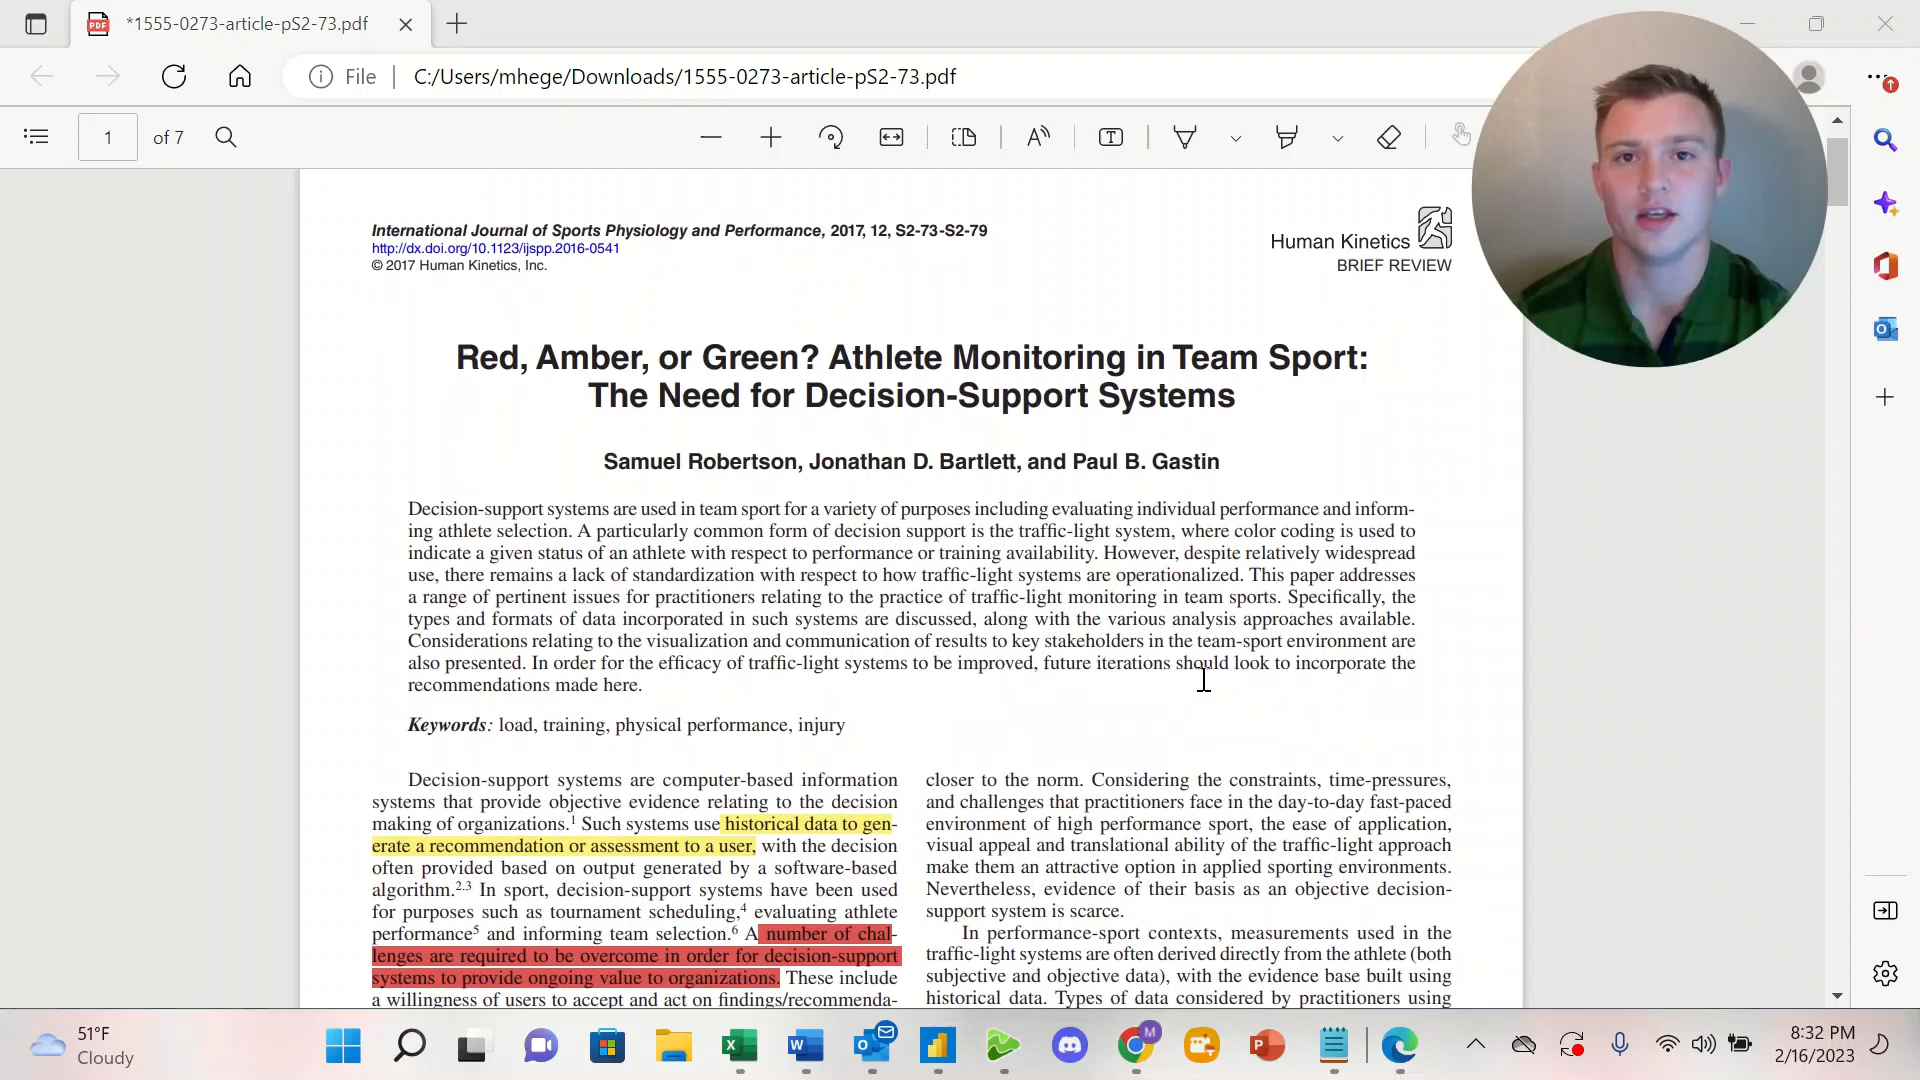 *1555-0273-article-pS2-73.pdf
File
C:/Users/mhege/Downloads/1555-0273-article-pS2-73.pdf
1
of 7
International Journal of Sports Physiology and Performance, 2017, 12, S2-73-S2-79
http://dx.doi.org/10.1123/ijspp.2016-0541
© 2017 Human Kinetics, Inc.
Human Kinetics
BRIEF REVIEW
Red, Amber, or Green? Athlete Monitoring in Team Sport:
The Need for Decision-Support Systems
Samuel Robertson, Jonathan D. Bartlett, and Paul B. Gastin
Decision-support systems are used in team sport for a variety of purposes including evaluating individual performance and inform-
ing athlete selection. A particularly common form of decision support is the traffic-light system, where color coding is used to
indicate a given status of an athlete with respect to performance or training availability. However, despite relatively widespread
use, there remains a lack of standardization with respect to how traffic-light systems are operationalized. This paper addresses
a range of pertinent issues for practitioners relating to the practice of traffic-light monitoring in team sports. Specifically, the
types and formats of data incorporated in such systems are discussed, along with the various analysis approaches available.
Considerations relating to the visualization and communication of results to key stakeholders in the team-sport environment are
also presented. In order for the efficacy of traffic-light systems to be improved, future iterations should look to incorporate the
recommendations made here.
Keywords: load, training, physical performance, injury
Decision-support systems are computer-based information
systems that provide objective evidence relating to the decision
making of organizations.1 Such systems use historical data to gen-
erate a recommendation or assessment to a user, with the decision
often provided based on output generated by a software-based
algorithm.2,3 In sport, decision-support systems have been used
for purposes such as tournament scheduling,4 evaluating athlete
performance5 and informing team selection.6 A number of chal-
lenges are required to be overcome in order for decision-support
systems to provide ongoing value to organizations. These include
a willingness of users to accept and act on findings/recommenda-
closer to the norm. Considering the constraints, time-pressures,
and challenges that practitioners face in the day-to-day fast-paced
environment of high performance sport, the ease of application,
visual appeal and translational ability of the traffic-light approach
make them an attractive option in applied sporting environments.
Nevertheless, evidence of their basis as an objective decision-
support system is scarce.
In performance-sport contexts, measurements used in the
traffic-light systems are often derived directly from the athlete (both
subjective and objective data), with the evidence base built using
historical data. Types of data considered by practitioners using
51°F
Cloudy
8:32 PM
2/16/2023